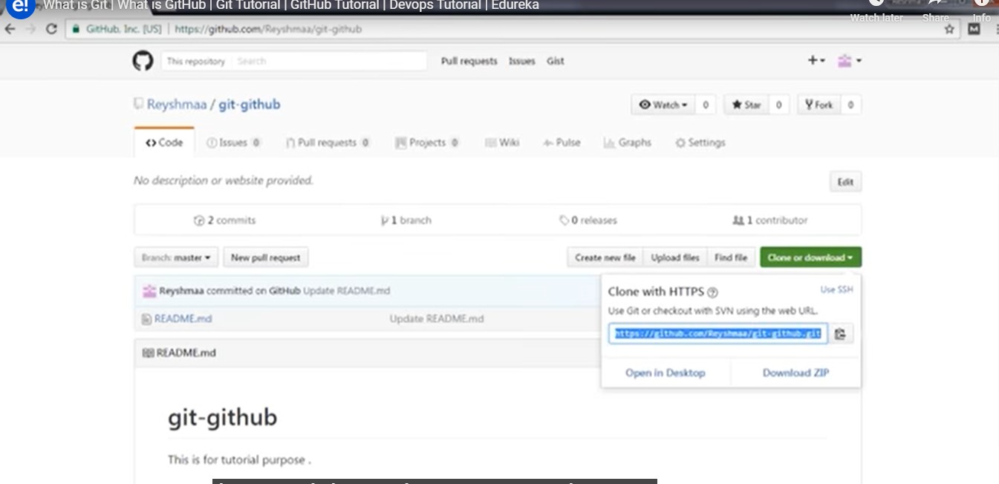 e! What is Git | What is GitHub | Git Tutorial | GitHub Tutorial | Devops Tutorial | Edureka
Watch later Share Info
GitHub, Inc. [US] | https://github.com/Reyshmaa/git-github
This repository Search Pull requests Issues Gist
Reyshmaa / git-github Watch 0 Star 0 Fork 0
Code Issues 0 Pull requests 0 Projects 0 Wiki Pulse Graphs Settings
No description or website provided. Edit
2 commits 1 branch 0 releases 1 contributor
Branch: master New pull request Create new file Upload files Find file Clone or download
Reyshmaa committed on GitHub Update README.md
README.md Update README.md
README.md
Clone with HTTPS Use SSH
Use Git or checkout with SVN using the web URL.
https://github.com/Reyshmaa/git-github.git
Open in Desktop Download ZIP
git-github
This is for tutorial purpose .